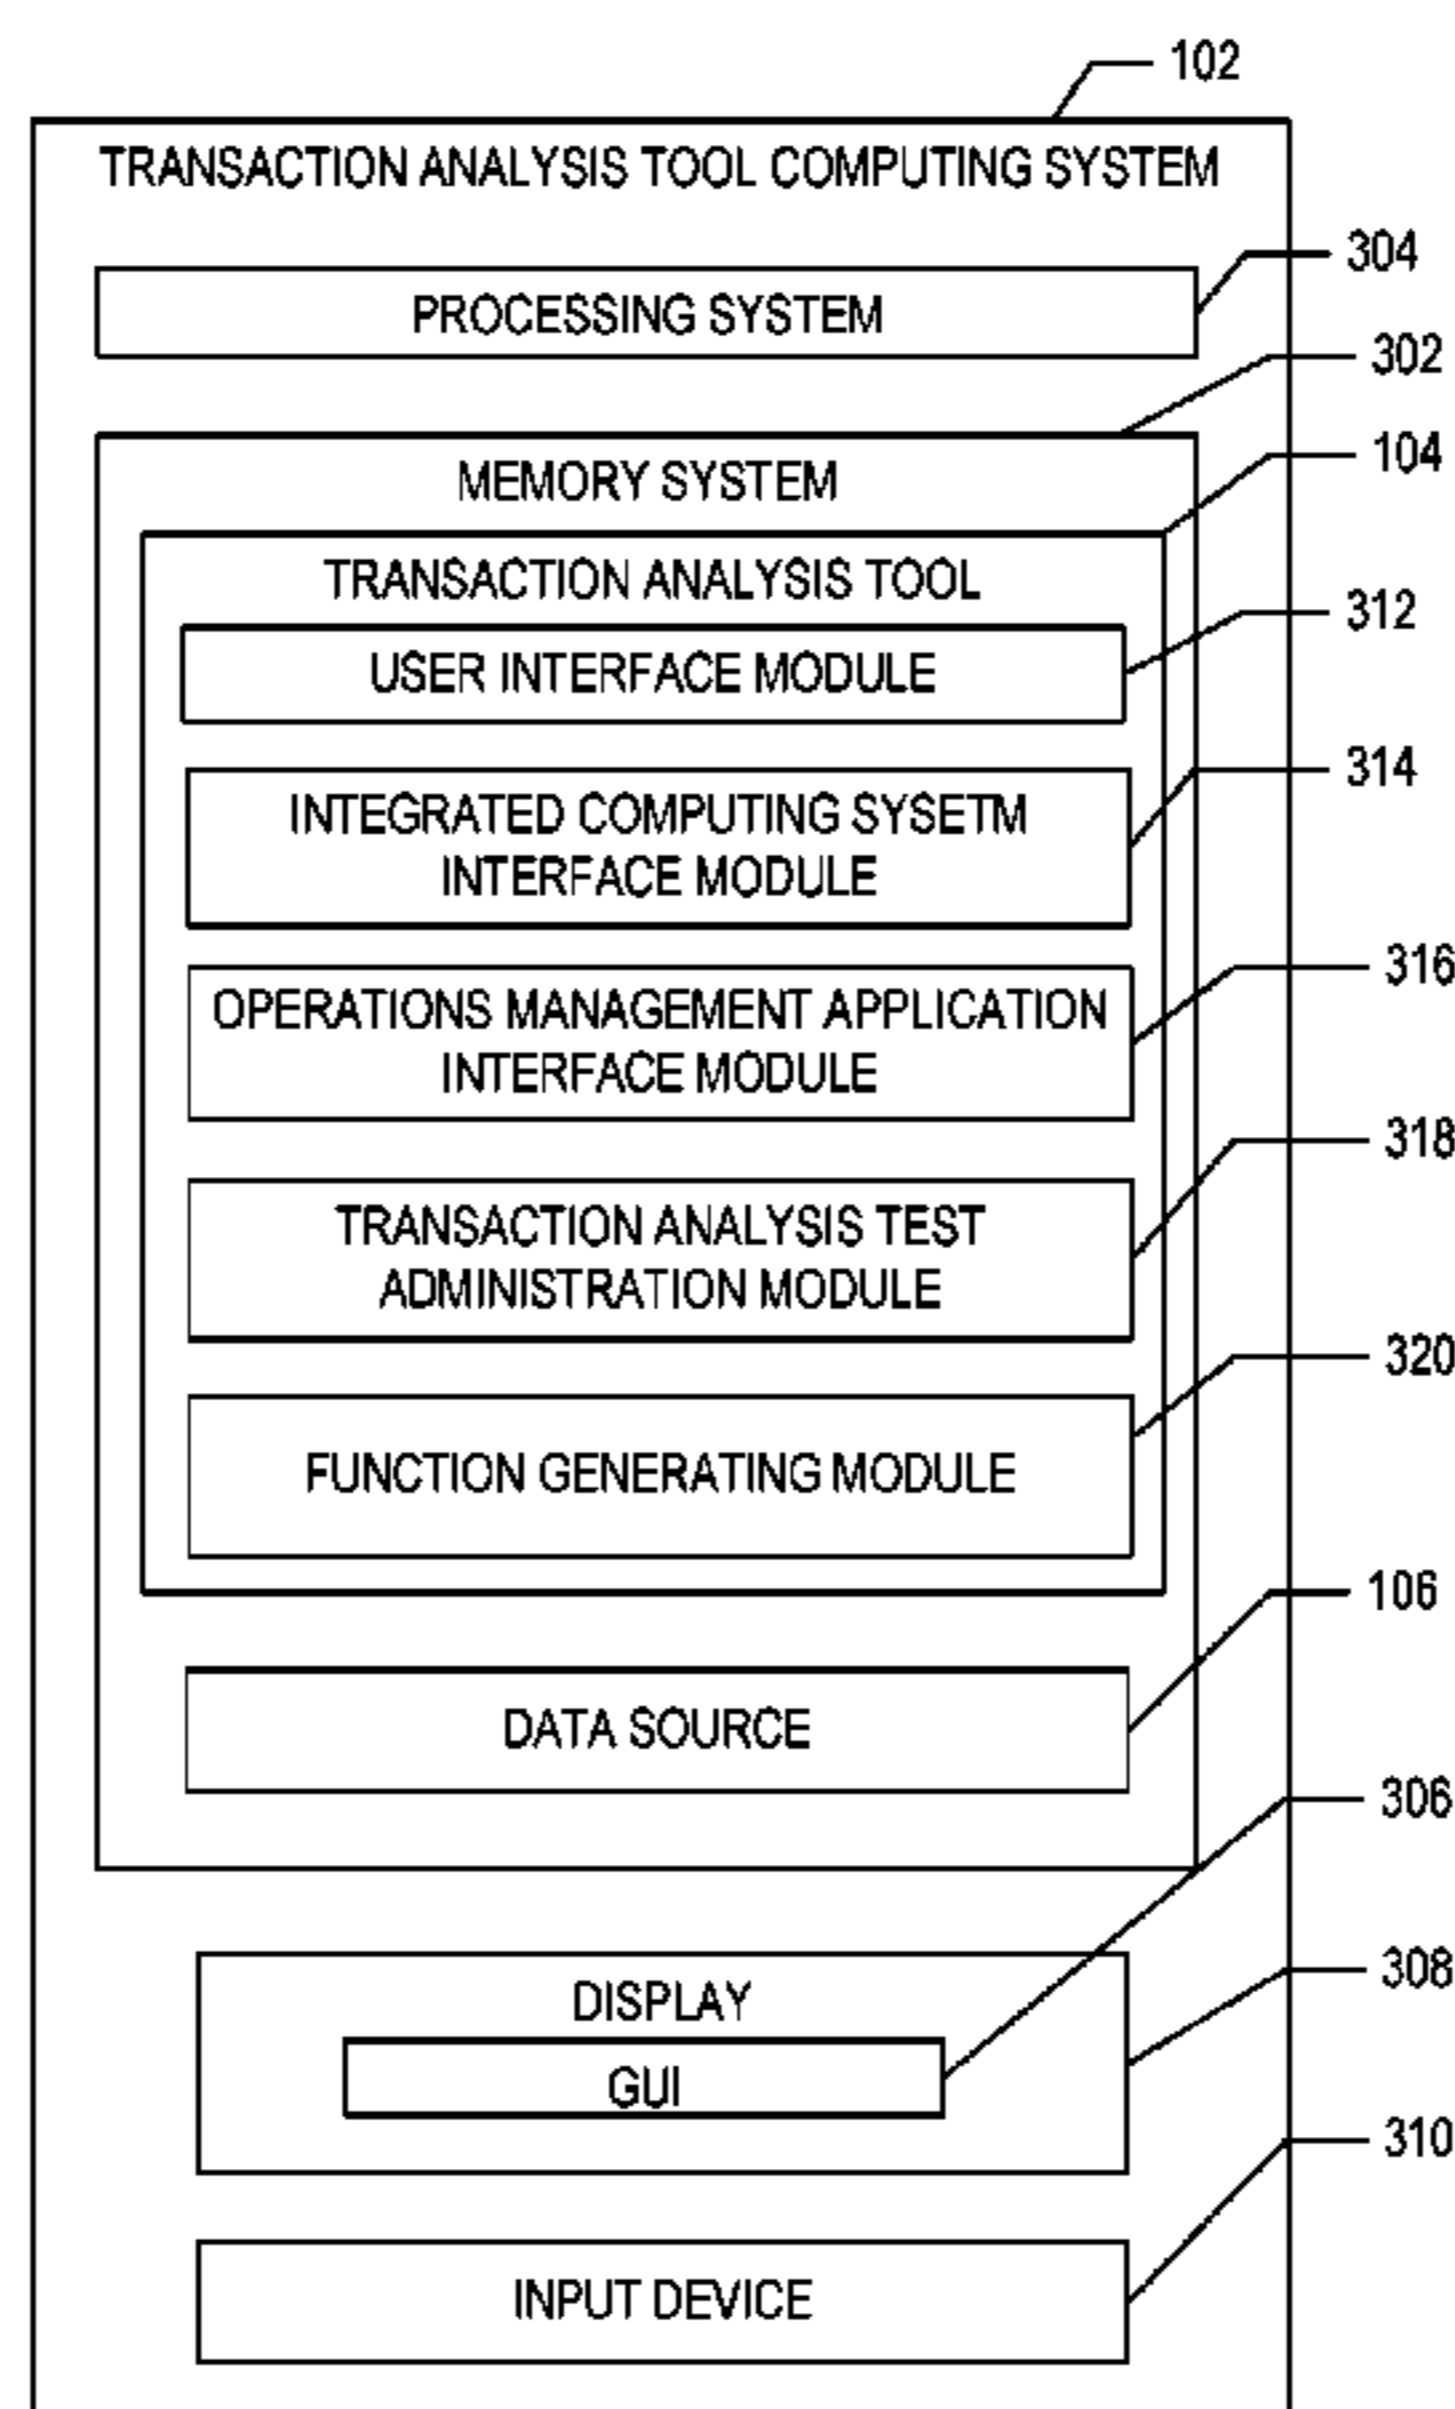 102
TRANSACTION ANALYSIS TOOL COMPUTING SYSTEM
304
PROCESSING SYSTEM
302
MEMORY SYSTEM
104
TRANSACTION ANALYSIS TOOL
312
USER INTERFACE MODULE
314
INTEGRATED COMPUTING SYSETM
INTERFACE MODULE
316
OPERATIONS MANAGEMENT APPLICATION
INTERFACE MODULE
318
TRANSACTION ANALYSIS TEST
ADMINISTRATION MODULE
320
FUNCTION GENERATING MODULE
106
DATA SOURCE
306
308
DISPLAY
GUI
310
INPUT DEVICE